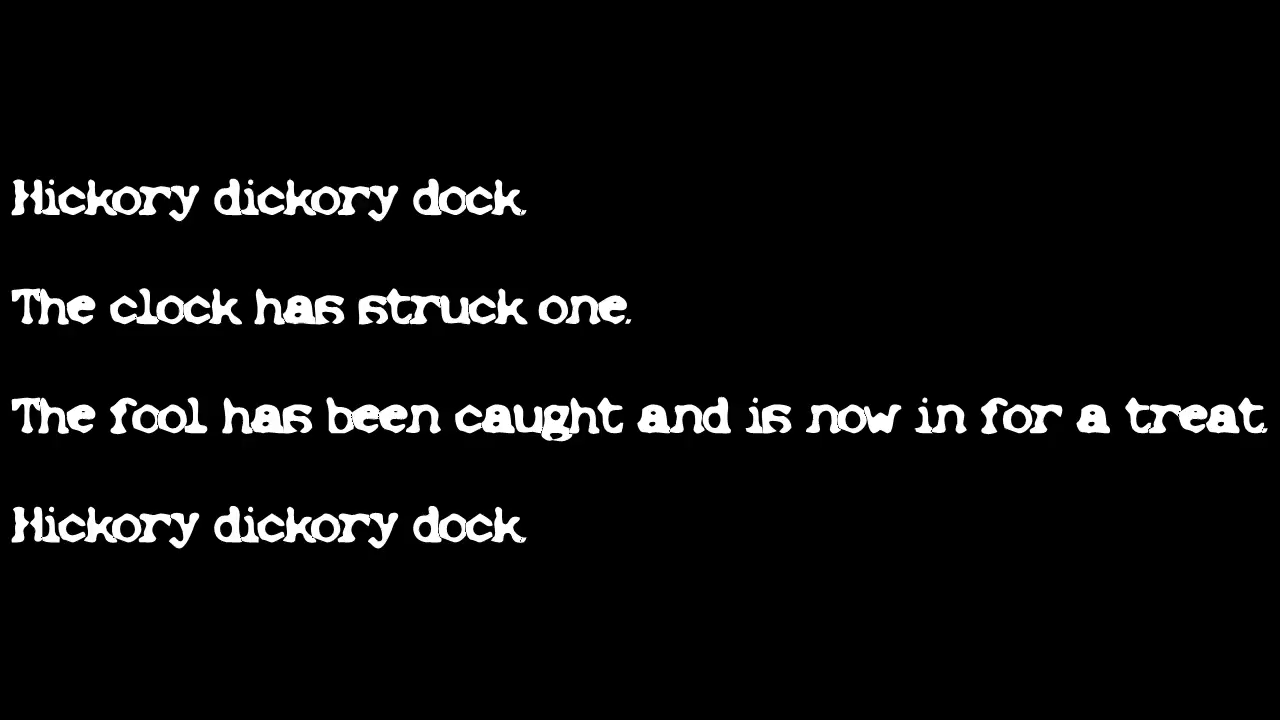 Hickory dickory dock.
The clock has struck one.
The fool has been caught and is now in for a treat.
Hickory dickory dock.